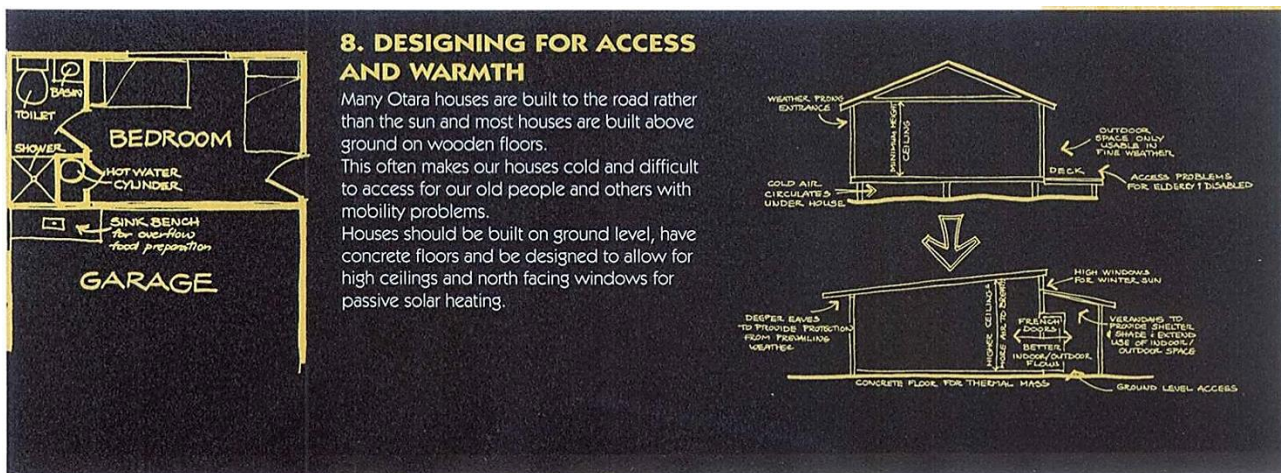 BASIN
TOILET
BEDROOM
SHOWER
HOT WATER
CYLINDER
SINK BENCH
for overflow
food preparation
GARAGE
8. DESIGNING FOR ACCESS
AND WARMTH
Many Otara houses are built to the road rather
than the sun and most houses are built above
ground on wooden floors.
This often makes our houses cold and difficult
to access for our old people and others with
mobility problems.
Houses should be built on ground level, have
concrete floors and be designed to allow for
high ceilings and north facing windows for
passive solar heating.
WEATHER PRONG
ENTRANCE
MINIMUM HEIGHT
CEILING
OUTDOOR
SPACE ONLY
USABLE IN
FINE WEATHER
DECK
ACCESS PROBLEMS
FOR ELDERLY & DISABLED
COLD AIR
CIRCULATES
UNDER HOUSE
HIGH WINDOWS
FOR WINTER SUN
DEEPER EAVES
TO PROVIDE PROTECTION
FROM PREVAILING
WEATHER
HIGHER CEILING =
MORE AIR TO BREATHE
FRENCH
DOORS
BETTER
INDOOR/OUTDOOR
FLOWS
VERANDAHS TO
PROVIDE SHELTER
& SHADE & EXTEND
USE OF INDOOR/
OUTDOOR SPACE
CONCRETE FLOOR FOR THERMAL MASS
GROUND LEVEL ACCESS